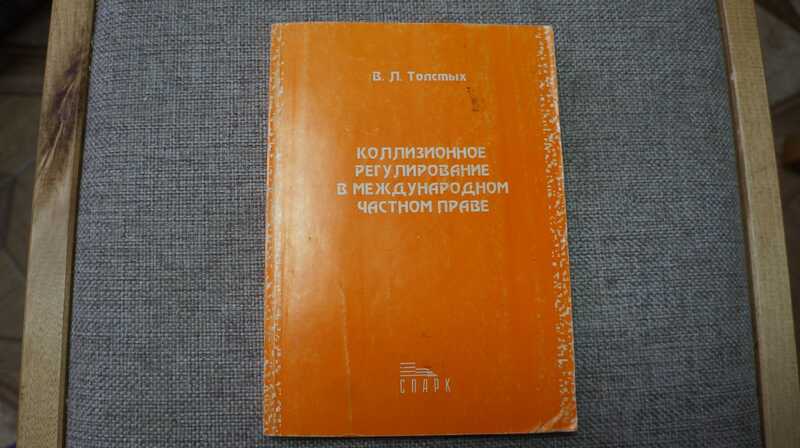 В. Л. Толстых
КОЛЛИЗИОННОЕ
РЕГУЛИРОВАНИЕ
В МЕЖДУНАРОДНОМ
ЧАСТНОМ ПРАВЕ
СПАРК